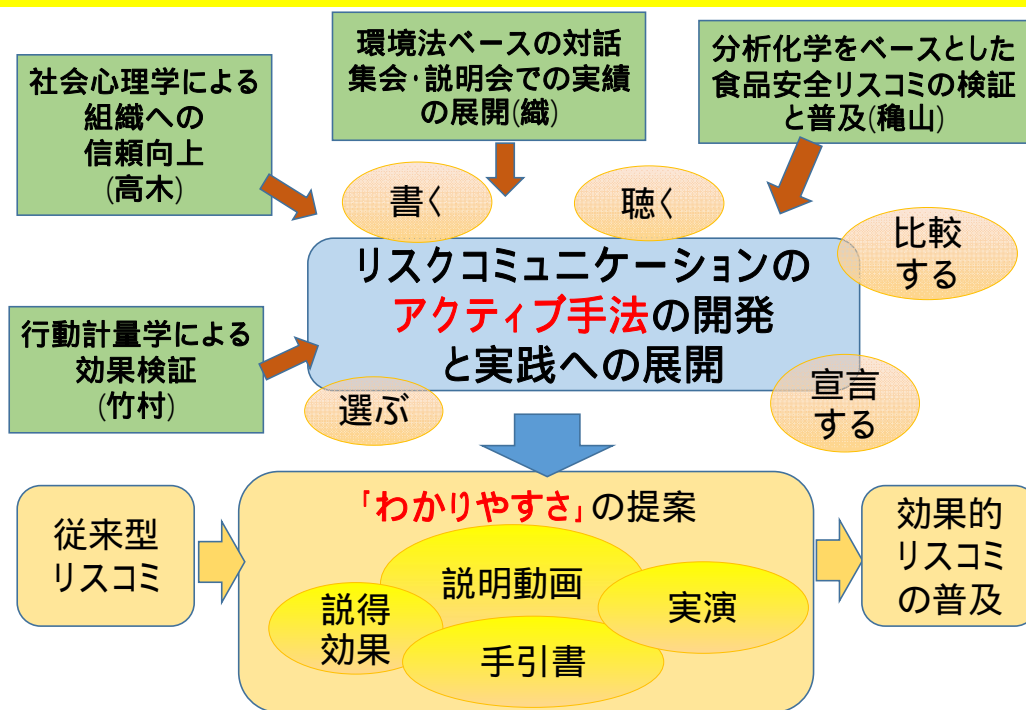 社会心理学による
組織への
信頼向上
(高木)
環境法ベースの対話
集会・説明会での実績
の展開(織)
分析化学をベースとした
食品安全リスコミの検証
と普及(穐山)
書く
聴く
比較
する
リスクコミュニケーションの
アクティブ手法の開発
と実践への展開
行動計量学による
効果検証
(竹村)
選ぶ
宣言
する
「わかりやすさ」の提案
従来型
リスコミ
説明動画
説得
効果
実演
手引書
効果的
リスコミ
の普及